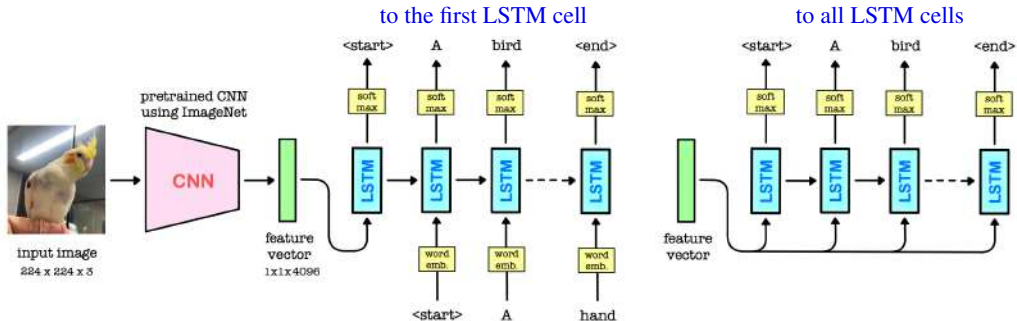 to the first LSTM cell
to all LSTM cells
<start> A bird <end>
<start> A bird <end>
soft max
soft max
soft max
soft max
soft max
soft max
soft max
soft max
pretrained CNN
using ImageNet
CNN
LSTM
LSTM
LSTM
LSTM
LSTM
LSTM
LSTM
LSTM
input image
224 x 224 x 3
feature
vector
1x1x4096
word emb.
word emb.
word emb.
<start> A hand
feature
vector